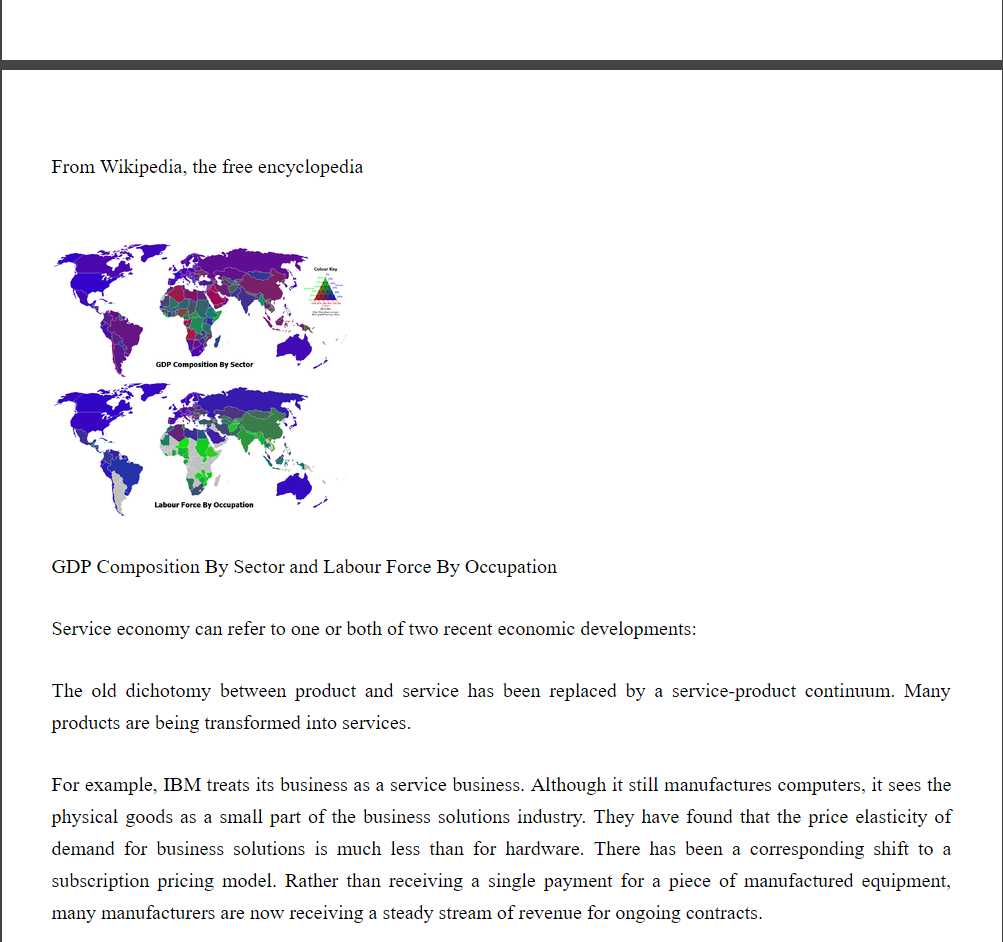 From Wikipedia, the free encyclopedia
Colour Key
GDP Composition By Sector
Labour Force By Occupation
GDP Composition By Sector and Labour Force By Occupation
Service economy can refer to one or both of two recent economic developments:
The old dichotomy between product and service has been replaced by a service-product continuum. Many
products are being transformed into services.
For example, IBM treats its business as a service business. Although it still manufactures computers, it sees the
physical goods as a small part of the business solutions industry. They have found that the price elasticity of
demand for business solutions is much less than for hardware. There has been a corresponding shift to a
subscription pricing model. Rather than receiving a single payment for a piece of manufactured equipment,
many manufacturers are now receiving a steady stream of revenue for ongoing contracts.